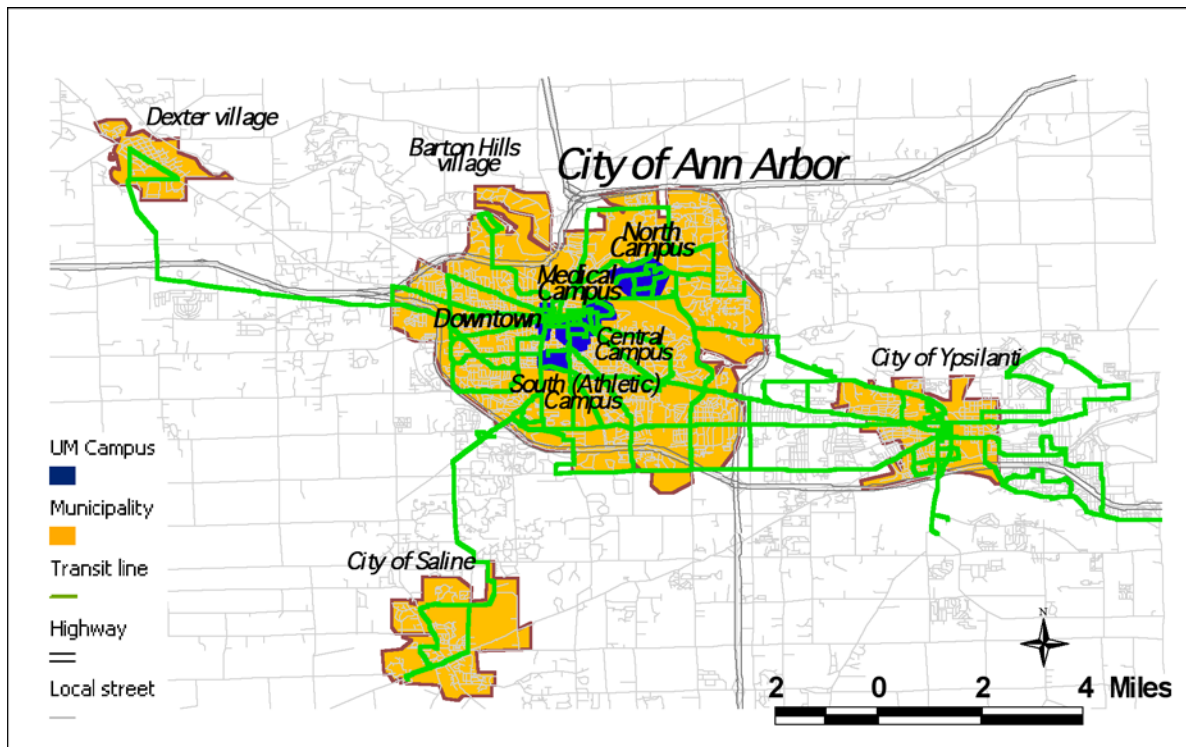 Dexter village
Barton Hills
village
City of Ann Arbor
North
Campus
Medical
Campus
Downtown
Central
Campus
City of Ypsilanti
South (Athletic)
Campus
UM Campus
Municipality
Transit line
Highway
Local street
City of Saline
N
2 0 2 4 Miles